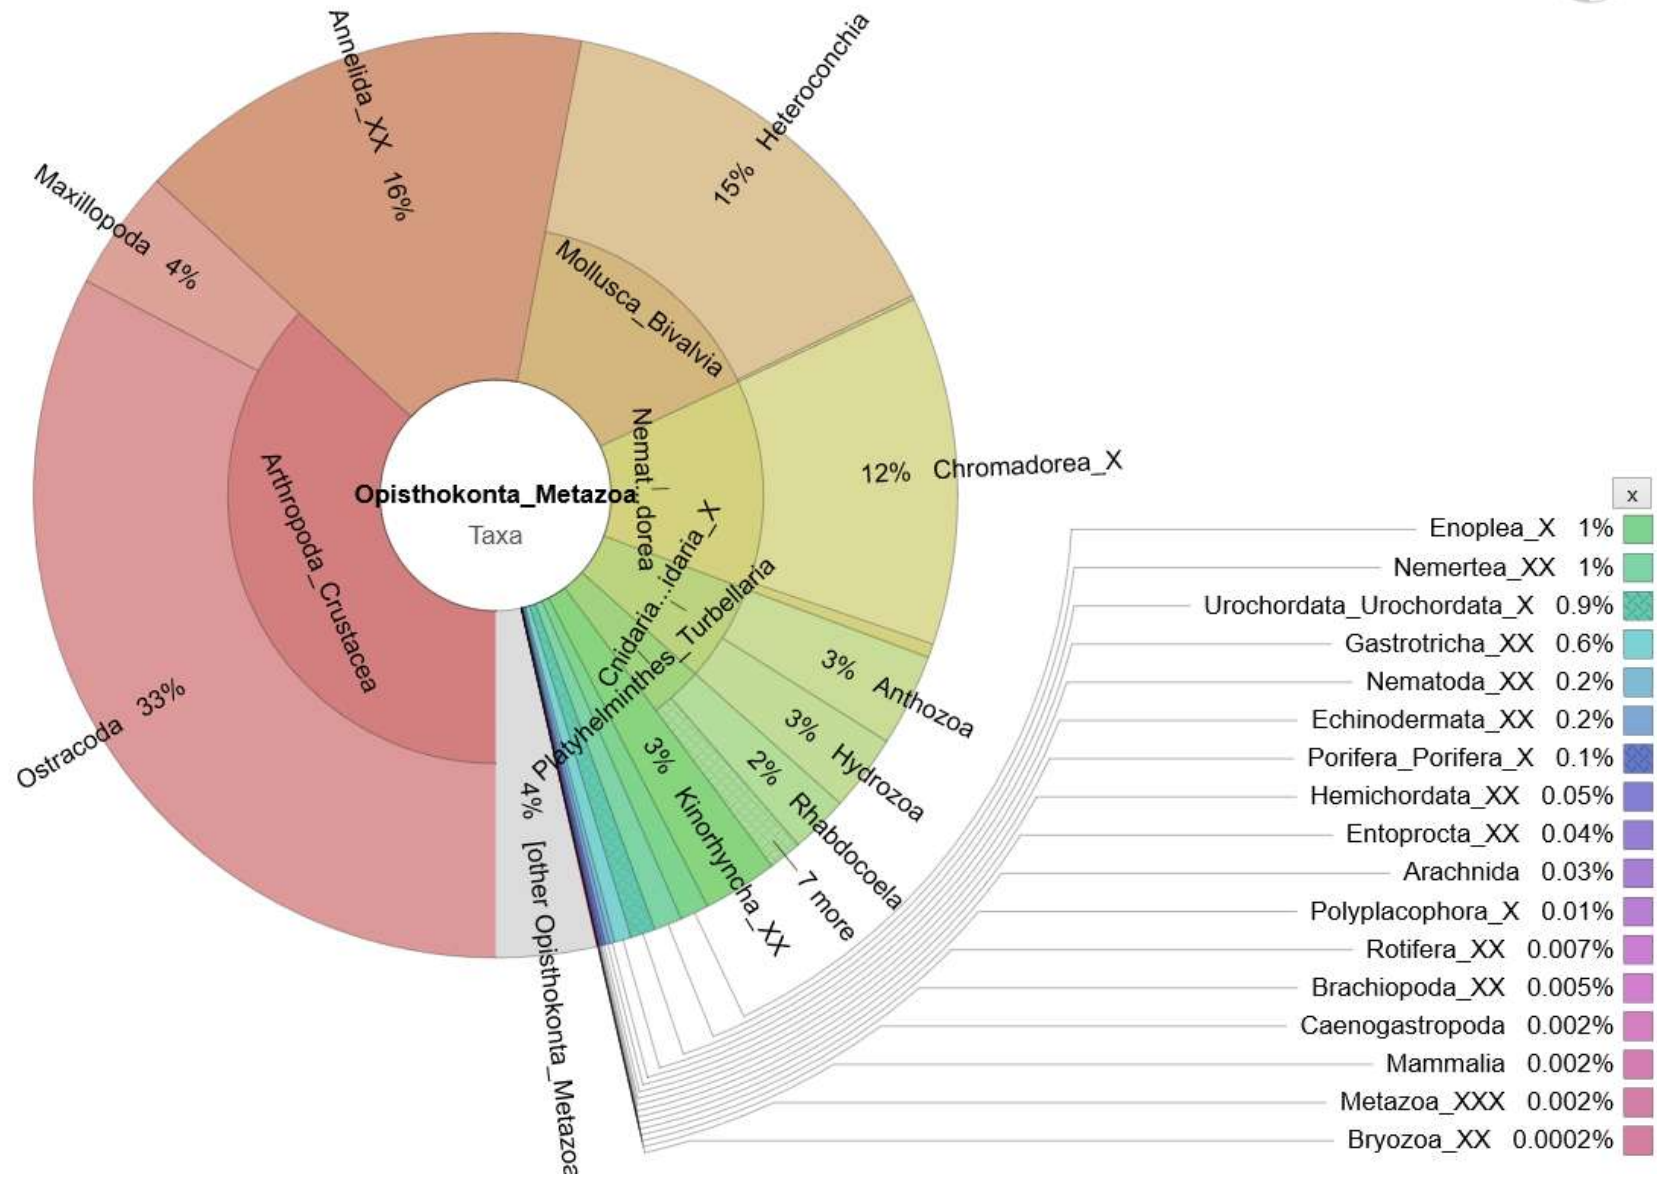 Annelida_XX 16%
Heteroconchia
15%
Maxillopoda 4%
Mollusca_Bivalvia
Nemat...dorea
12% Chromadorea_X
Arthropoda_Crustacea
Opisthokonta_Metazoa
Taxa
Cnidaria...idaria_X
Platyhelminthes_Turbellaria
Ostracoda 33%
3% Anthozoa
3% Hydrozoa
2% Rhabdocoela
7 more
3% Kinorhyncha_XX
4% [other Opisthokonta_Metazoa
x
Enoplea_X 1%
Nemertea_XX 1%
Urochordata_Urochordata_X 0.9%
Gastrotricha_XX 0.6%
Nematoda_XX 0.2%
Echinodermata_XX 0.2%
Porifera_Porifera_X 0.1%
Hemichordata_XX 0.05%
Entoprocta_XX 0.04%
Arachnida 0.03%
Polyplacophora_X 0.01%
Rotifera_XX 0.007%
Brachiopoda_XX 0.005%
Caenogastropoda 0.002%
Mammalia 0.002%
Metazoa_XXX 0.002%
Bryozoa_XX 0.0002%